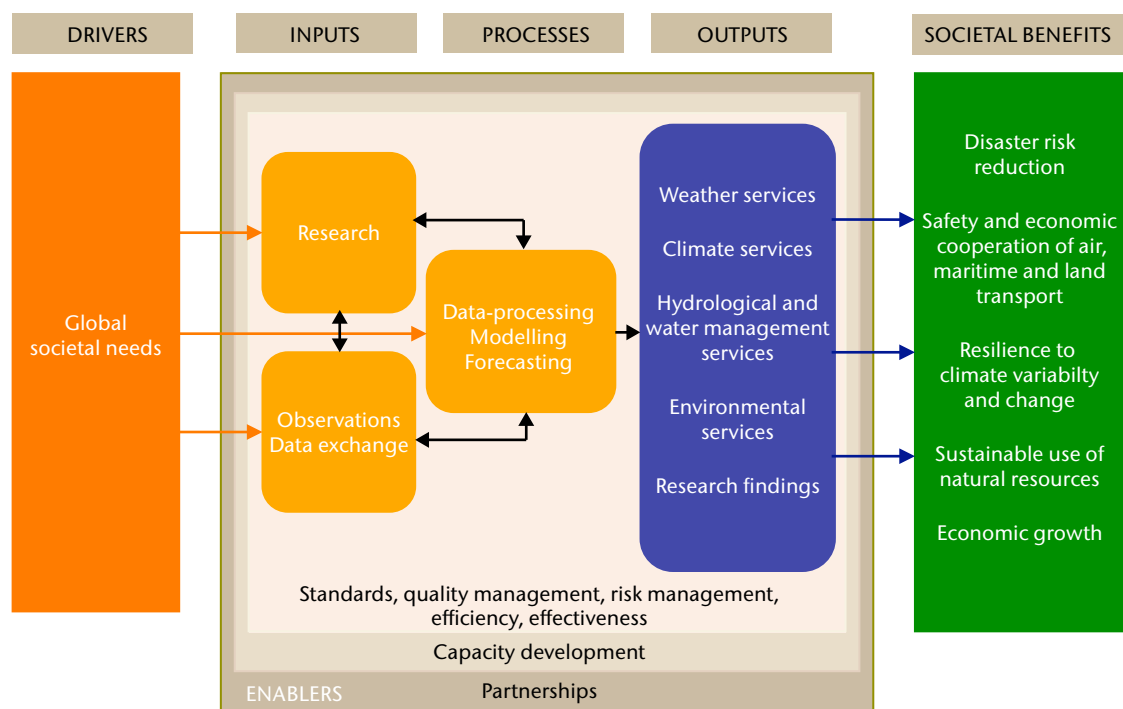 DRIVERS
INPUTS
PROCESSES
OUTPUTS
SOCIETAL BENEFITS
Global
societal needs
Research
Observations
Data exchange
Data-processing
Modelling
Forecasting
Weather services
Climate services
Hydrological and
water management
services
Environmental
services
Research findings
Disaster risk
reduction
Safety and economic
cooperation of air,
maritime and land
transport
Resilience to
climate variabilty
and change
Sustainable use of
natural resources
Economic growth
Standards, quality management, risk management,
efficiency, effectiveness
Capacity development
ENABLERS
Partnerships